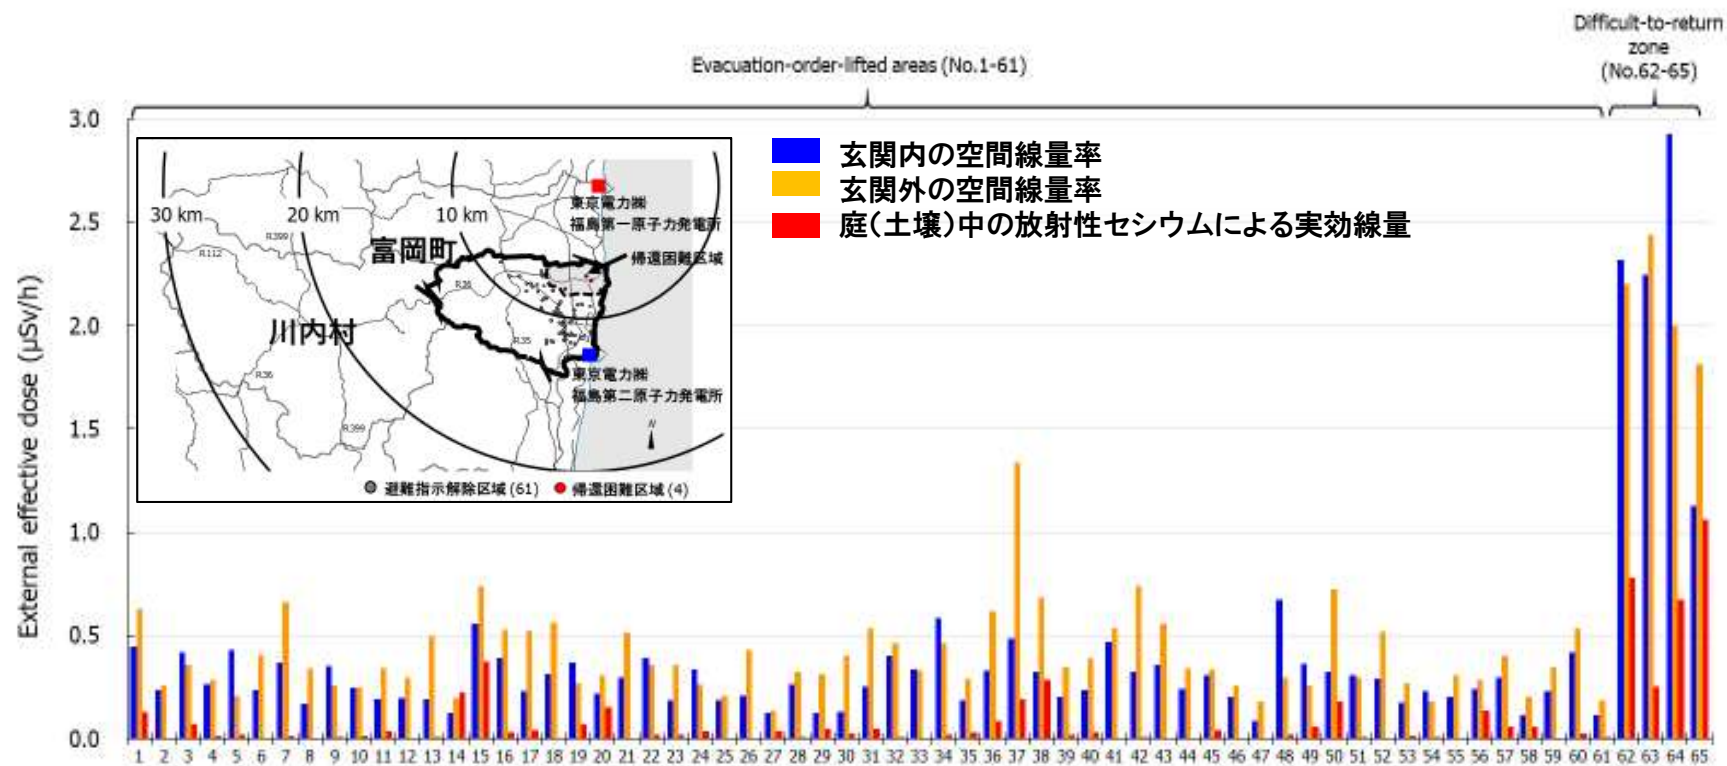 Difficult-to-return
zone
(No.62-65)
Evacuation-order-lifted areas (No.1-61)
External effective dose (μSv/h)
3.0
2.5
2.0
1.5
1.0
0.5
0.0
玄関内の空間線量率
玄関外の空間線量率
庭(土壌)中の放射性セシウムによる実効線量
30 km
20 km
10 km
東京電力㈱
福島第一原子力発電所
R399
富岡町
R112
帰還困難区域
R36
川内村
R35
東京電力㈱
福島第二原子力発電所
R36
R399
N
避難指示解除区域(61) 帰還困難区域(4)
1 2 3 4 5 6 7 8 9 10 11 12 13 14 15 16 17 18 19 20 21 22 23 24 25 26 27 28 29 30 31 32 33 34 35 36 37 38 39 40 41 42 43 44 45 46 47 48 49 50 51 52 53 54 55 56 57 58 59 60 61 62 63 64 65